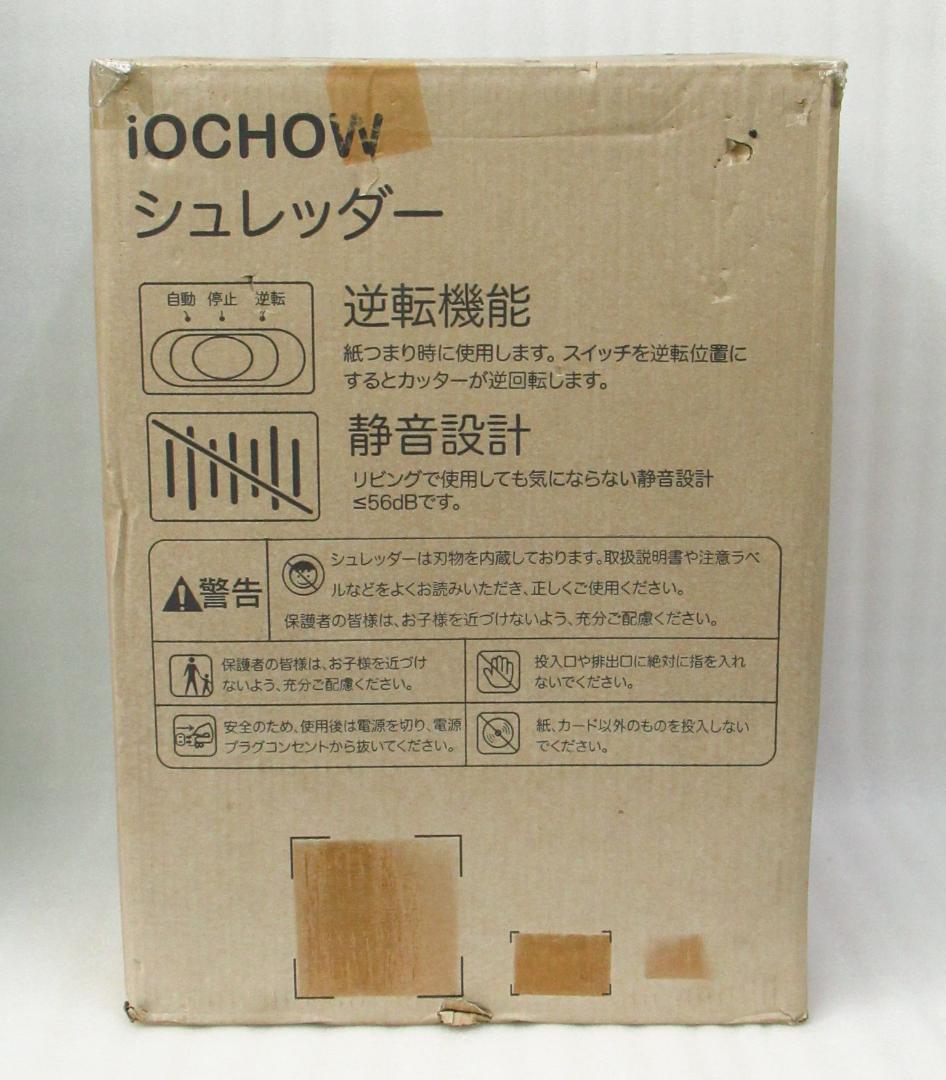 iOCHOW
シュレッダー
自動 停止 逆転
逆転機能
紙つまり時に使用します。スイッチを逆転位置に
するとカッターが逆回転します。
静音設計
リビングで使用しても気にならない静音設計
≤56dBです。
警告
シュレッダーは刃物を内蔵しております。取扱説明書や注意ラベ
ルなどをよくお読みいただき、正しくご使用ください。
保護者の皆様は、お子様を近づけないよう、充分ご配慮ください。
保護者の皆様は、お子様を近づけ
ないよう、充分ご配慮ください。
投入口や排出口に絶対に指を入れ
ないでください。
安全のため、使用後は電源を切り、電源
プラグコンセントから抜いてください。
紙、カード以外のものを投入しない
でください。